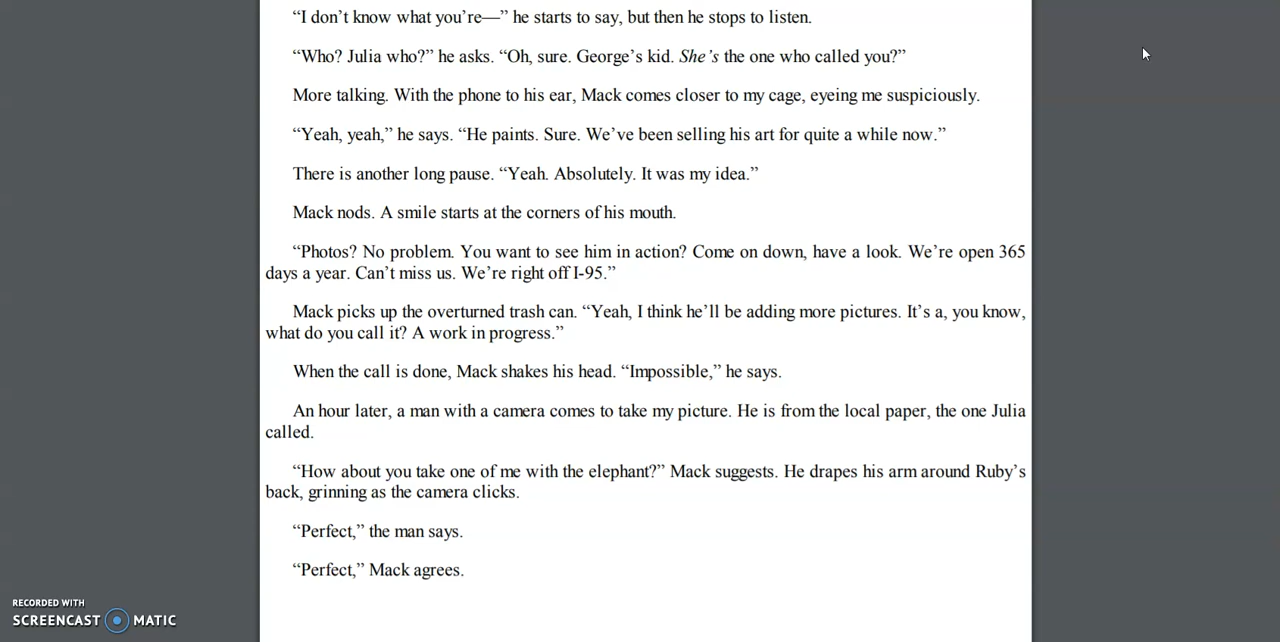 “I don’t know what you’re—” he starts to say, but then he stops to listen.
“Who? Julia who?” he asks. “Oh, sure. George’s kid. She’s the one who called you?”
More talking. With the phone to his ear, Mack comes closer to my cage, eyeing me suspiciously.
“Yeah, yeah,” he says. “He paints. Sure. We’ve been selling his art for quite a while now.”
There is another long pause. “Yeah. Absolutely. It was my idea.”
Mack nods. A smile starts at the corners of his mouth.
“Photos? No problem. You want to see him in action? Come on down, have a look. We’re open 365
days a year. Can’t miss us. We’re right off I-95.”
Mack picks up the overturned trash can. “Yeah, I think he’ll be adding more pictures. It’s a, you know,
what do you call it? A work in progress.”
When the call is done, Mack shakes his head. “Impossible,” he says.
An hour later, a man with a camera comes to take my picture. He is from the local paper, the one Julia
called.
“How about you take one of me with the elephant?” Mack suggests. He drapes his arm around Ruby’s
back, grinning as the camera clicks.
“Perfect,” the man says.
“Perfect,” Mack agrees.
RECORDED WITH
SCREENCAST MATIC